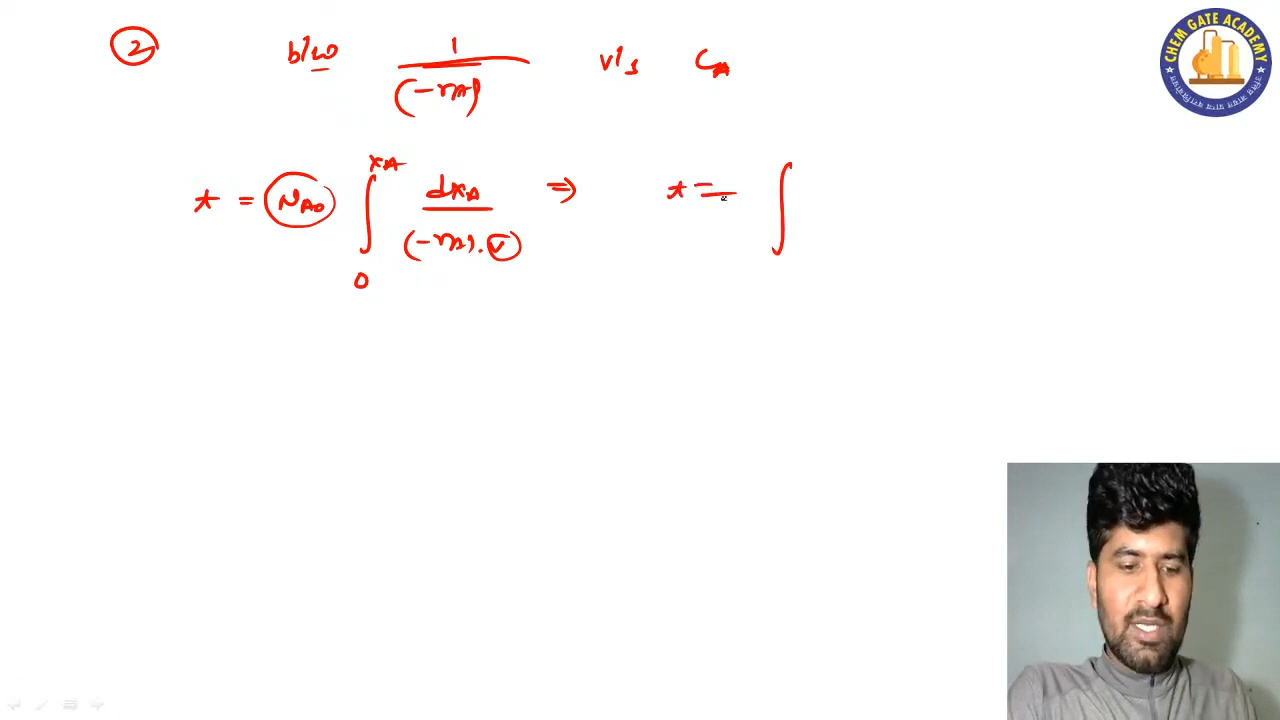 ② b/w 1/(-rA) v/s CA
t = NA0 ∫₀^XA dXA/((-rA).V) ⇒ t = ∫
CHEM GATE ACADEMY